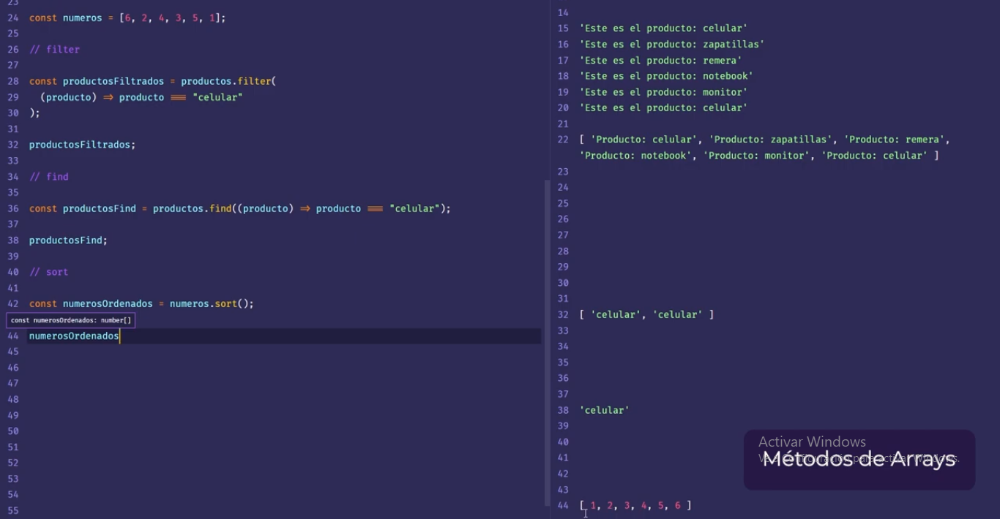 23
24 const numeros = [6, 2, 4, 3, 5, 1];
25
26 // filter
27
28 const productosFiltrados = productos.filter(
29 (producto) => producto === "celular"
30 );
31
32 productosFiltrados;
33
34 // find
35
36 const productosFind = productos.find((producto) => producto === "celular");
37
38 productosFind;
39
40 // sort
41
42 const numerosOrdenados = numeros.sort();
const numerosOrdenados: number[]
44 numerosOrdenados
45
46
47
48
49
50
51
52
53
54
55
14
15 'Este es el producto: celular'
16 'Este es el producto: zapatillas'
17 'Este es el producto: remera'
18 'Este es el producto: notebook'
19 'Este es el producto: monitor'
20 'Este es el producto: celular'
21
22 [ 'Producto: celular', 'Producto: zapatillas', 'Producto: remera',
'Producto: notebook', 'Producto: monitor', 'Producto: celular' ]
23
24
25
26
27
28
29
30
31
32 [ 'celular', 'celular' ]
33
34
35
36
37
38 'celular'
39
40
41
42
43
44 [ 1, 2, 3, 4, 5, 6 ]
Activar Windows
Métodos de Arrays